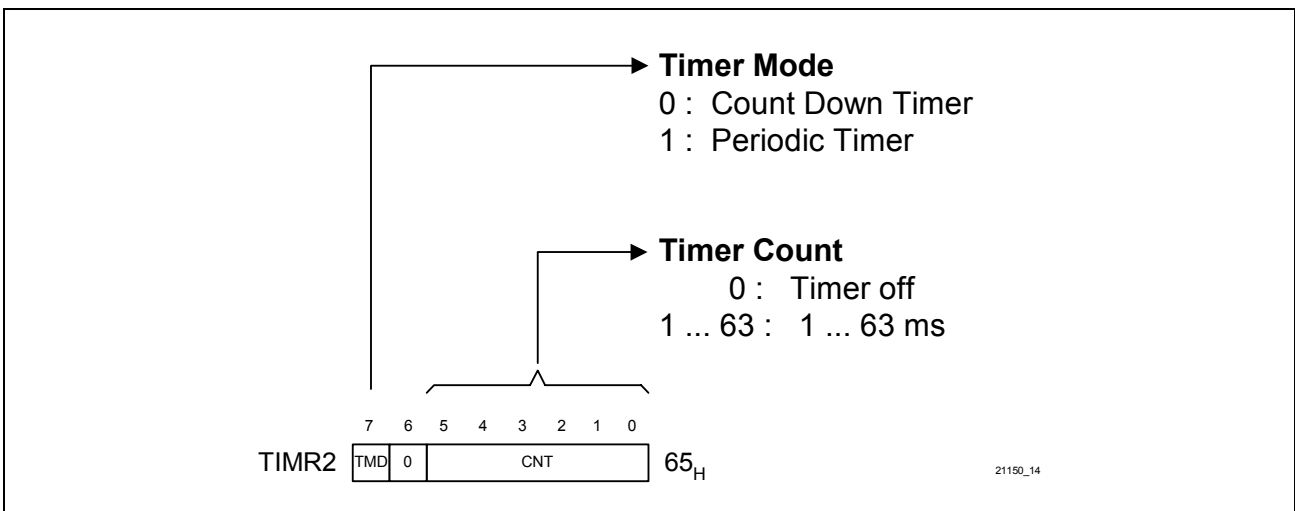 Timer Mode
0 : Count Down Timer
1 : Periodic Timer
Timer Count
0 : Timer off
1 ... 63 : 1 ... 63 ms
7 6 5 4 3 2 1 0
TIMR2 TMD 0 CNT 65H
21150_14